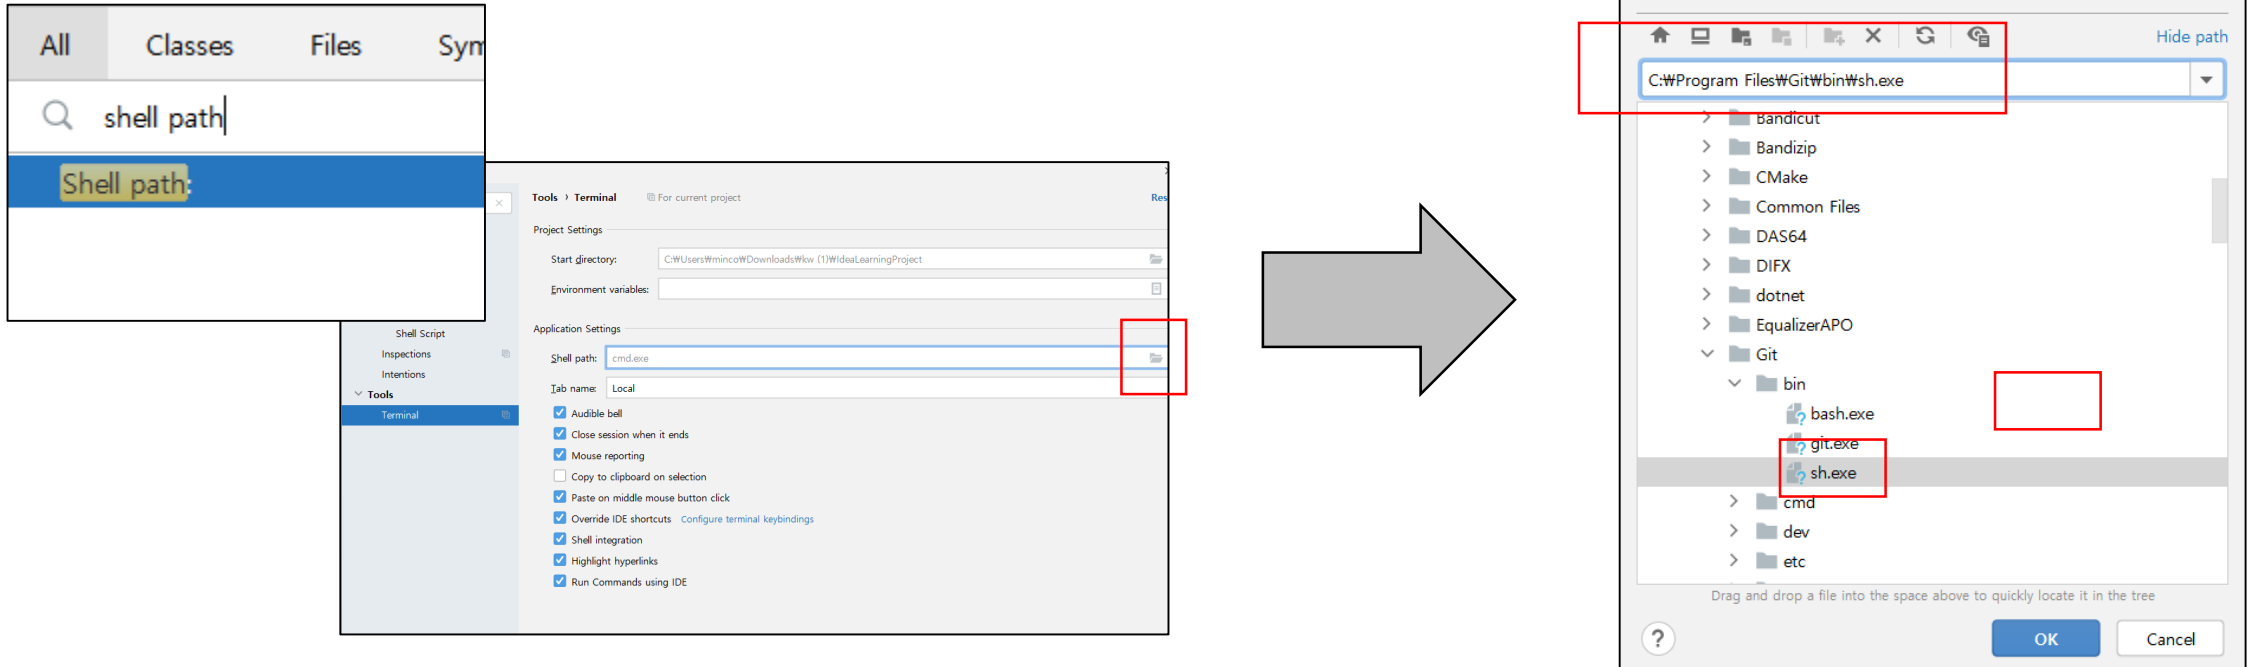 All Classes Files Sym
shell path
Shell path:
Tools › Terminal For current project Res
Project Settings
Start directory: C:₩Users₩minco₩Downloads₩kw (1)₩IdeaLearningProject
Environment variables:
Shell Script
Inspections
Intentions
Tools
Terminal
Application Settings
Shell path: cmd.exe
Tab name: Local
Audible bell
Close session when it ends
Mouse reporting
Copy to clipboard on selection
Paste on middle mouse button click
Override IDE shortcuts Configure terminal keybindings
Shell integration
Highlight hyperlinks
Run Commands using IDE
Hide path
C:₩Program Files₩Git₩bin₩sh.exe
Bandicut
Bandizip
CMake
Common Files
DAS64
DIFX
dotnet
EqualizerAPO
Git
bin
bash.exe
git.exe
sh.exe
cmd
dev
etc
Drag and drop a file into the space above to quickly locate it in the tree
? OK Cancel